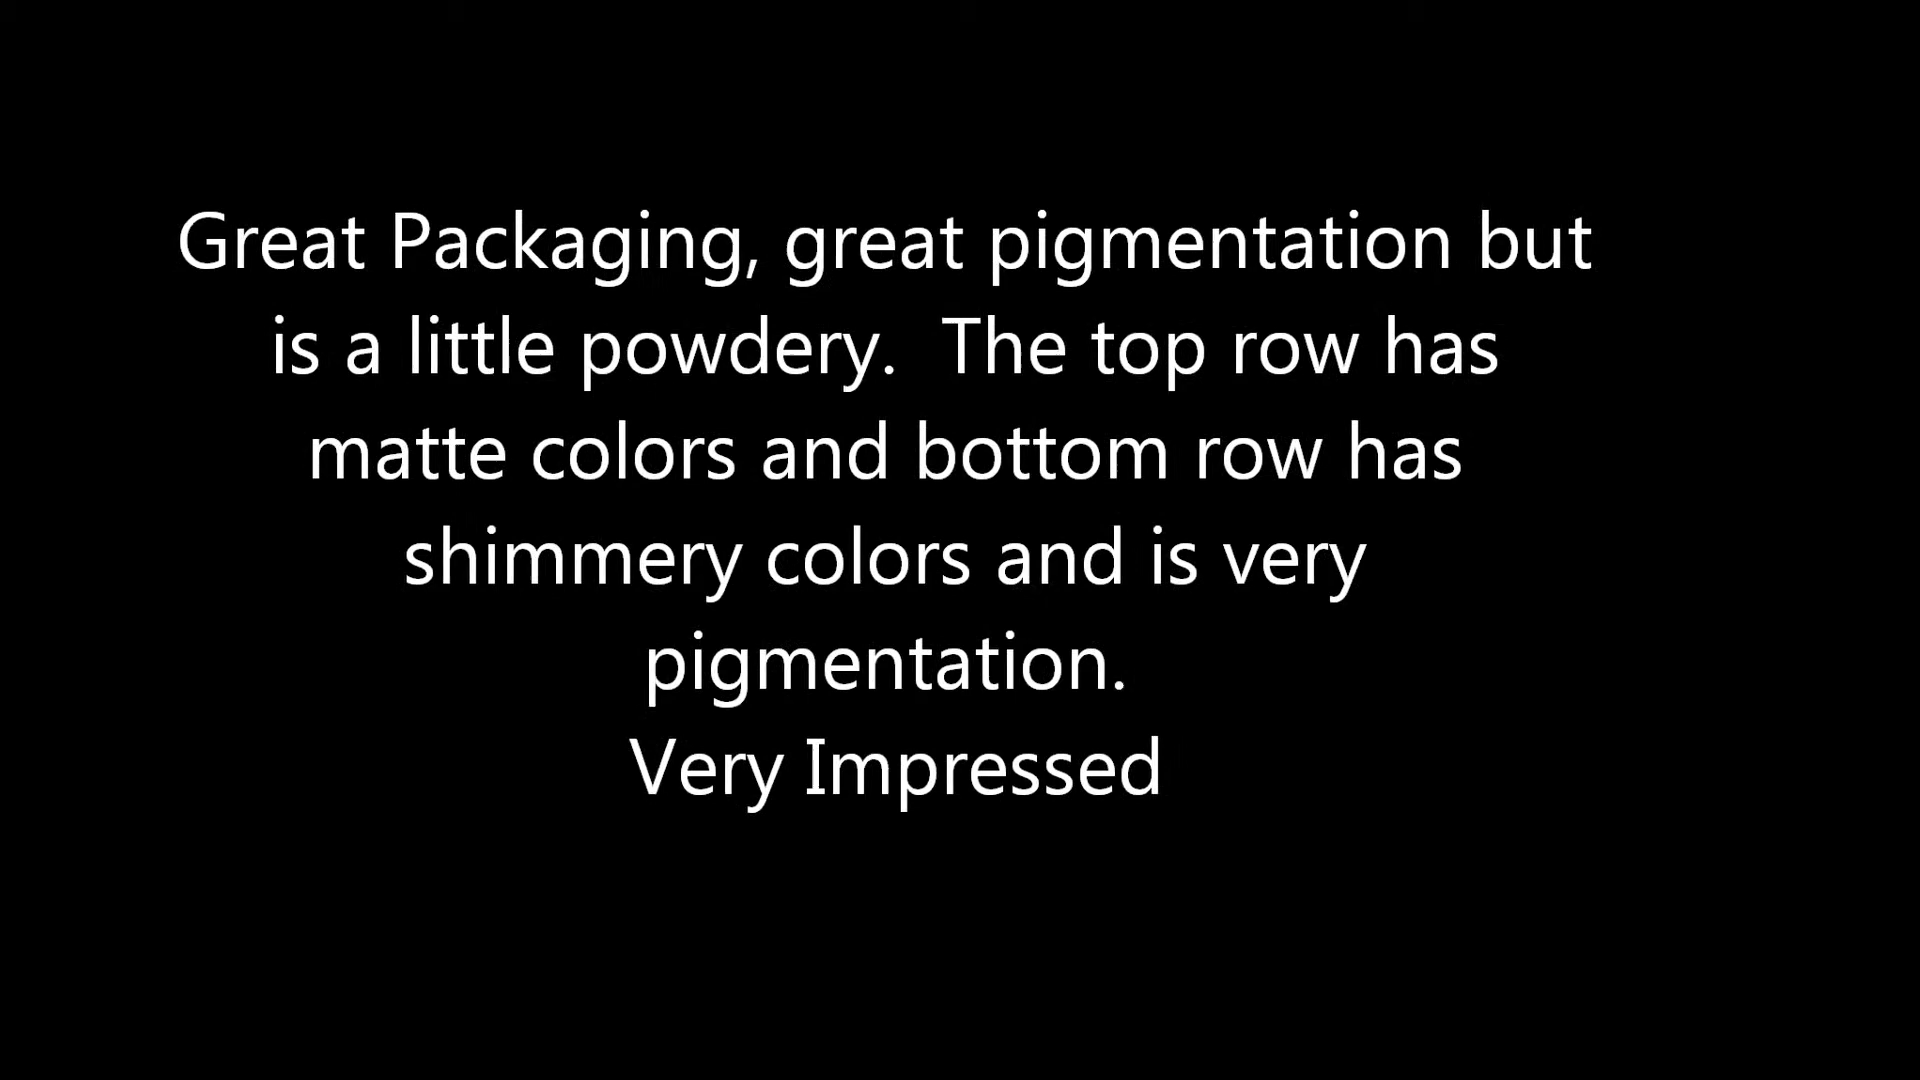 Great Packaging, great pigmentation but
is a little powdery.  The top row has
matte colors and bottom row has
shimmery colors and is very
pigmentation.
Very Impressed